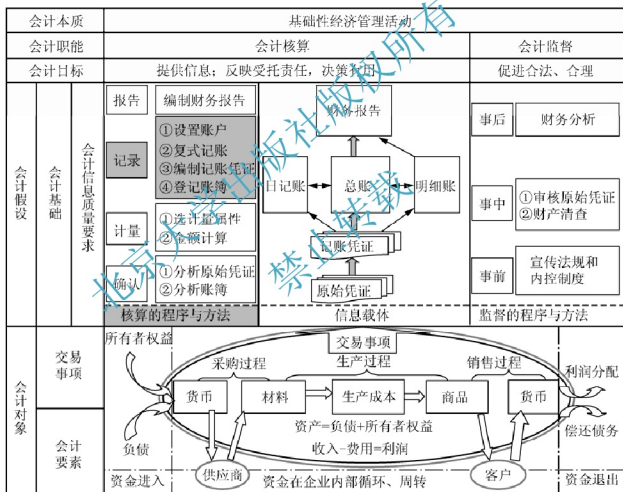 会计本质
基础性经济管理活动
会计职能
会计核算
会计监督
会计目标
提供信息；反映受托责任，决策有用
促进合法、合理
会计假设
会计基础
会计信息质量要求
报告
编制财务报告
记录
①设置账户
②复式记账
③编制记账凭证
④登记账簿
计量
①选计量属性
②金额计算
确认
①分析原始凭证
②分析账簿
财务报告
日记账
总账
明细账
记账凭证
原始凭证
事后
财务分析
事中
①审核原始凭证
②财产清查
事前
宣传法规和
内控制度
核算的程序与方法
信息载体
监督的程序与方法
会计对象
交易
事项
会计
要素
所有者权益
负债
资金进入
交易事项
采购过程
生产过程
销售过程
货币
材料
生产成本
商品
货币
资产=负债+所有者权益
收入-费用=利润
供应商
客户
资金在企业内部循环、周转
利润分配
偿还债务
资金退出
北京大学出版社版权所有
禁止转载